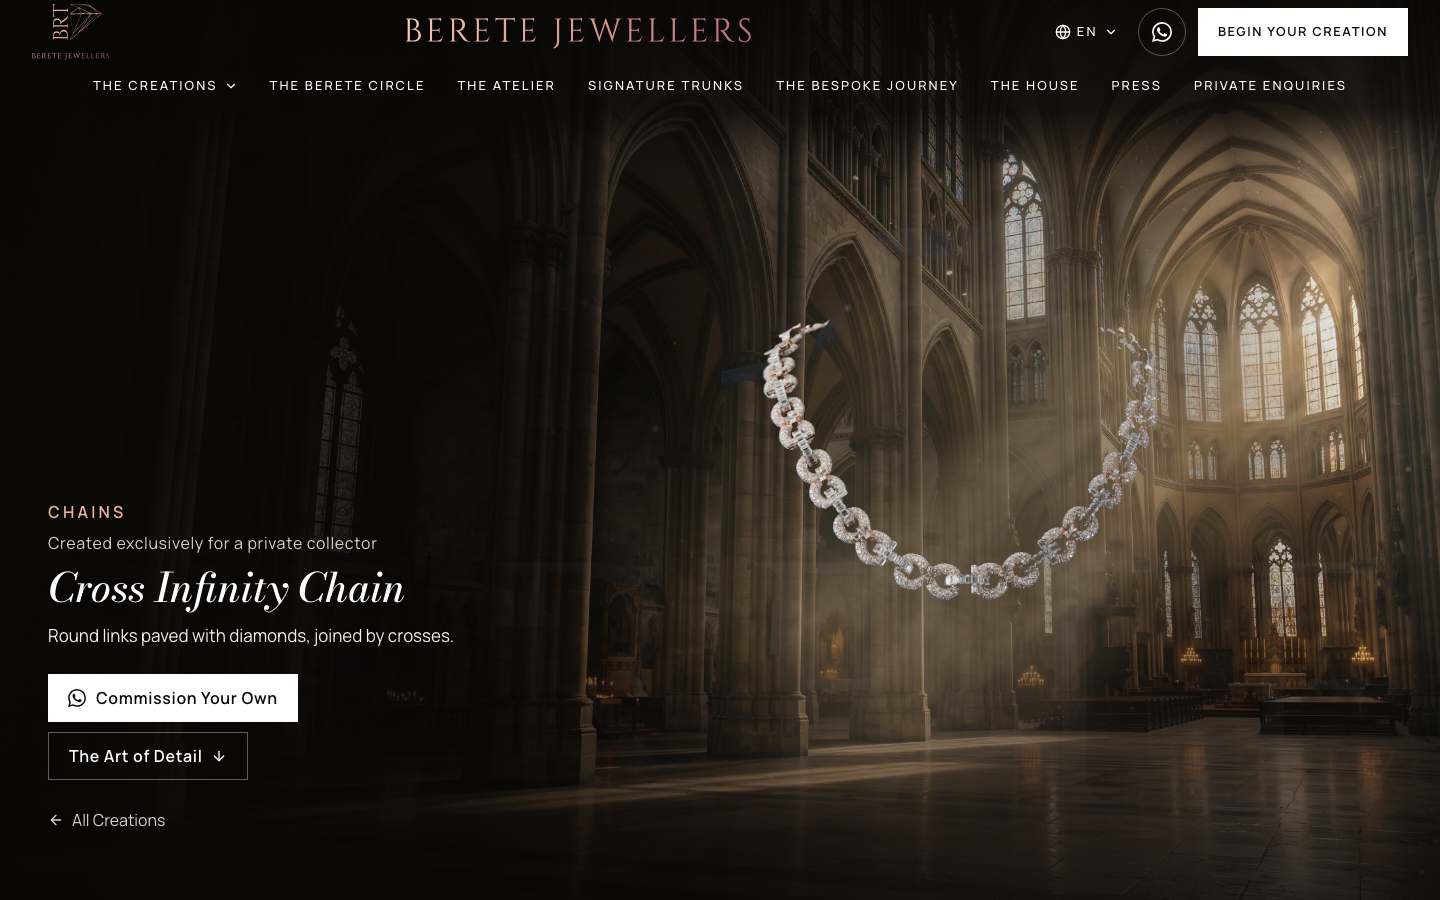 BRT
BERETE JEWELLERS
BERETE JEWELLERS
EN
BEGIN YOUR CREATION
THE CREATIONS
THE BERETE CIRCLE
THE ATELIER
SIGNATURE TRUNKS
THE BESPOKE JOURNEY
THE HOUSE
PRESS
PRIVATE ENQUIRIES
CHAINS
Created exclusively for a private collector
Cross Infinity Chain
Round links paved with diamonds, joined by crosses.
Commission Your Own
The Art of Detail ↓
← All Creations